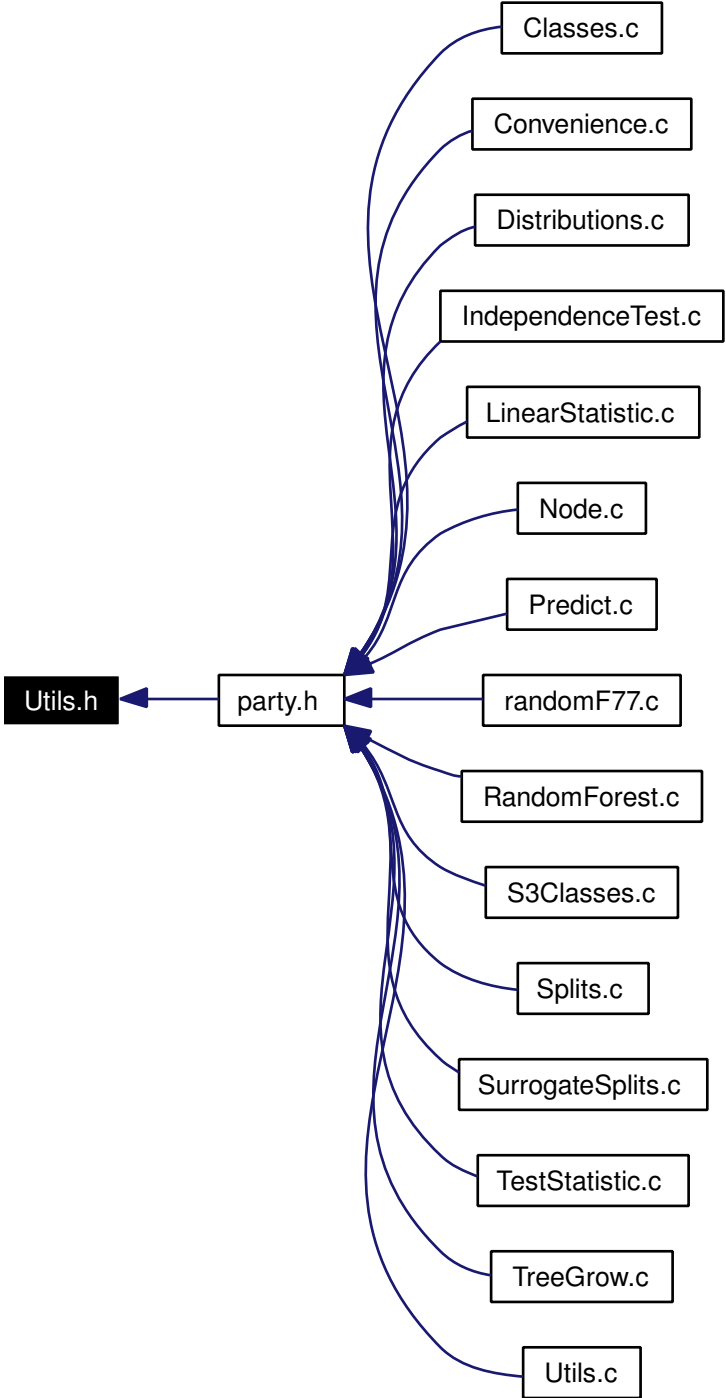 Classes.c
Convenience.c
Distributions.c
IndependenceTest.c
LinearStatistic.c
Node.c
Predict.c
Utils.h
party.h
randomF77.c
RandomForest.c
S3Classes.c
Splits.c
SurrogateSplits.c
TestStatistic.c
TreeGrow.c
Utils.c